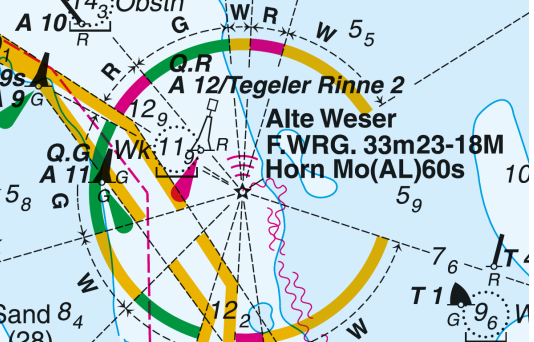 14₃
Obstn
A 10
R
G
W
R
W
5₅
R
Q.R
A 12/Tegeler Rinne 2
9s
A 9
G
12₉
Alte Weser
F.WRG. 33m23-18M
Horn Mo(AL)60s
Wk
11₉
R
Q.G
A 11
G
G
5₈
5₉
10
7₆
T 4
R
W
T 1
G
9₆
W
Sand 8₄
(28)
12₂
W